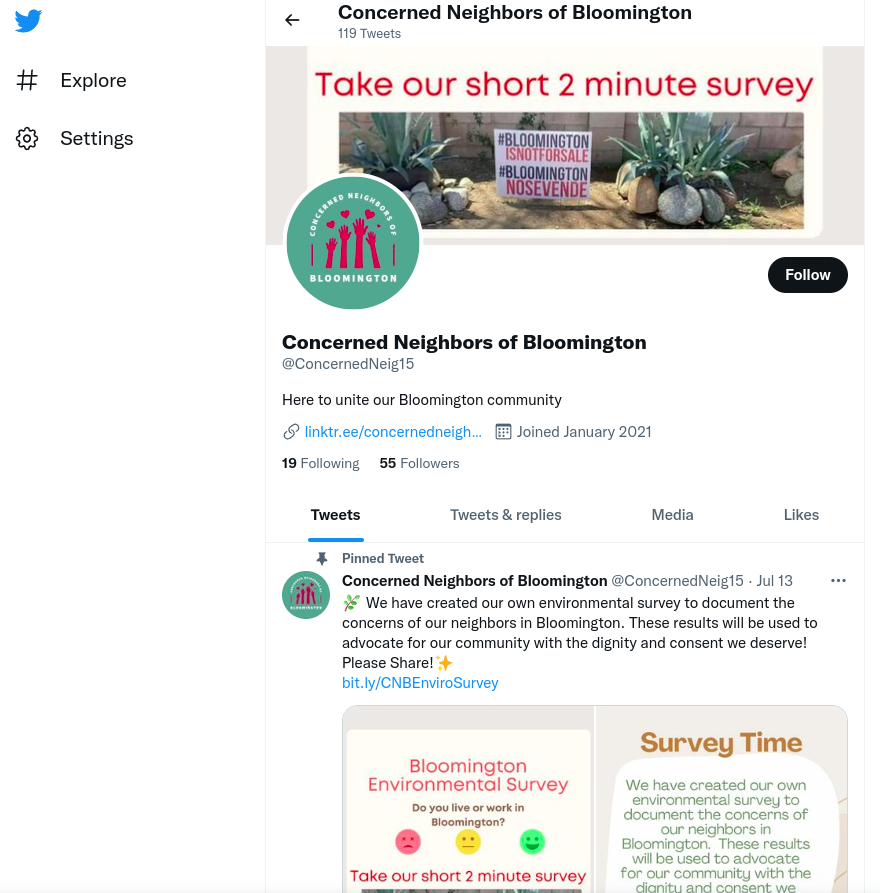 Concerned Neighbors of Bloomington
119 Tweets
Explore
Settings
Take our short 2 minute survey
#BLOOMINGTON
ISNOTFORSALE
#BLOOMINGTON
NOSEVENDE
CONCERNED NEIGHBORS OF
BLOOMINGTON
Follow
Concerned Neighbors of Bloomington
@ConcernedNeig15
Here to unite our Bloomington community
linktr.ee/concernedneigh... Joined January 2021
19 Following 55 Followers
Tweets Tweets & replies Media Likes
Pinned Tweet
Concerned Neighbors of Bloomington @ConcernedNeig15 · Jul 13
🌿 We have created our own environmental survey to document the
concerns of our neighbors in Bloomington. These results will be used to
advocate for our community with the dignity and consent we deserve!
Please Share!✨
bit.ly/CNBEnviroSurvey
Bloomington
Environmental Survey
Do you live or work in
Bloomington?
Take our short 2 minute survey
Survey Time
We have created our own
environmental survey to
document the concerns of
our neighbors in
Bloomington. These results
will be used to advocate
for our community with the
dignity and consent we